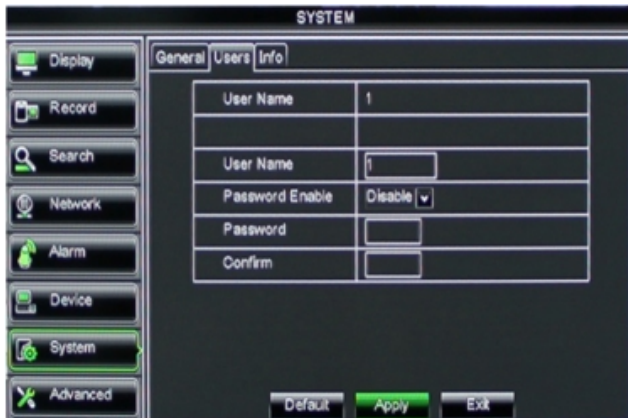 SYSTEM
Display
Record
Search
Network
Alarm
Device
System
Advanced
General Users Info
User Name 1
User Name 1
Password Enable Disable
Password
Confirm
Default Apply Exit